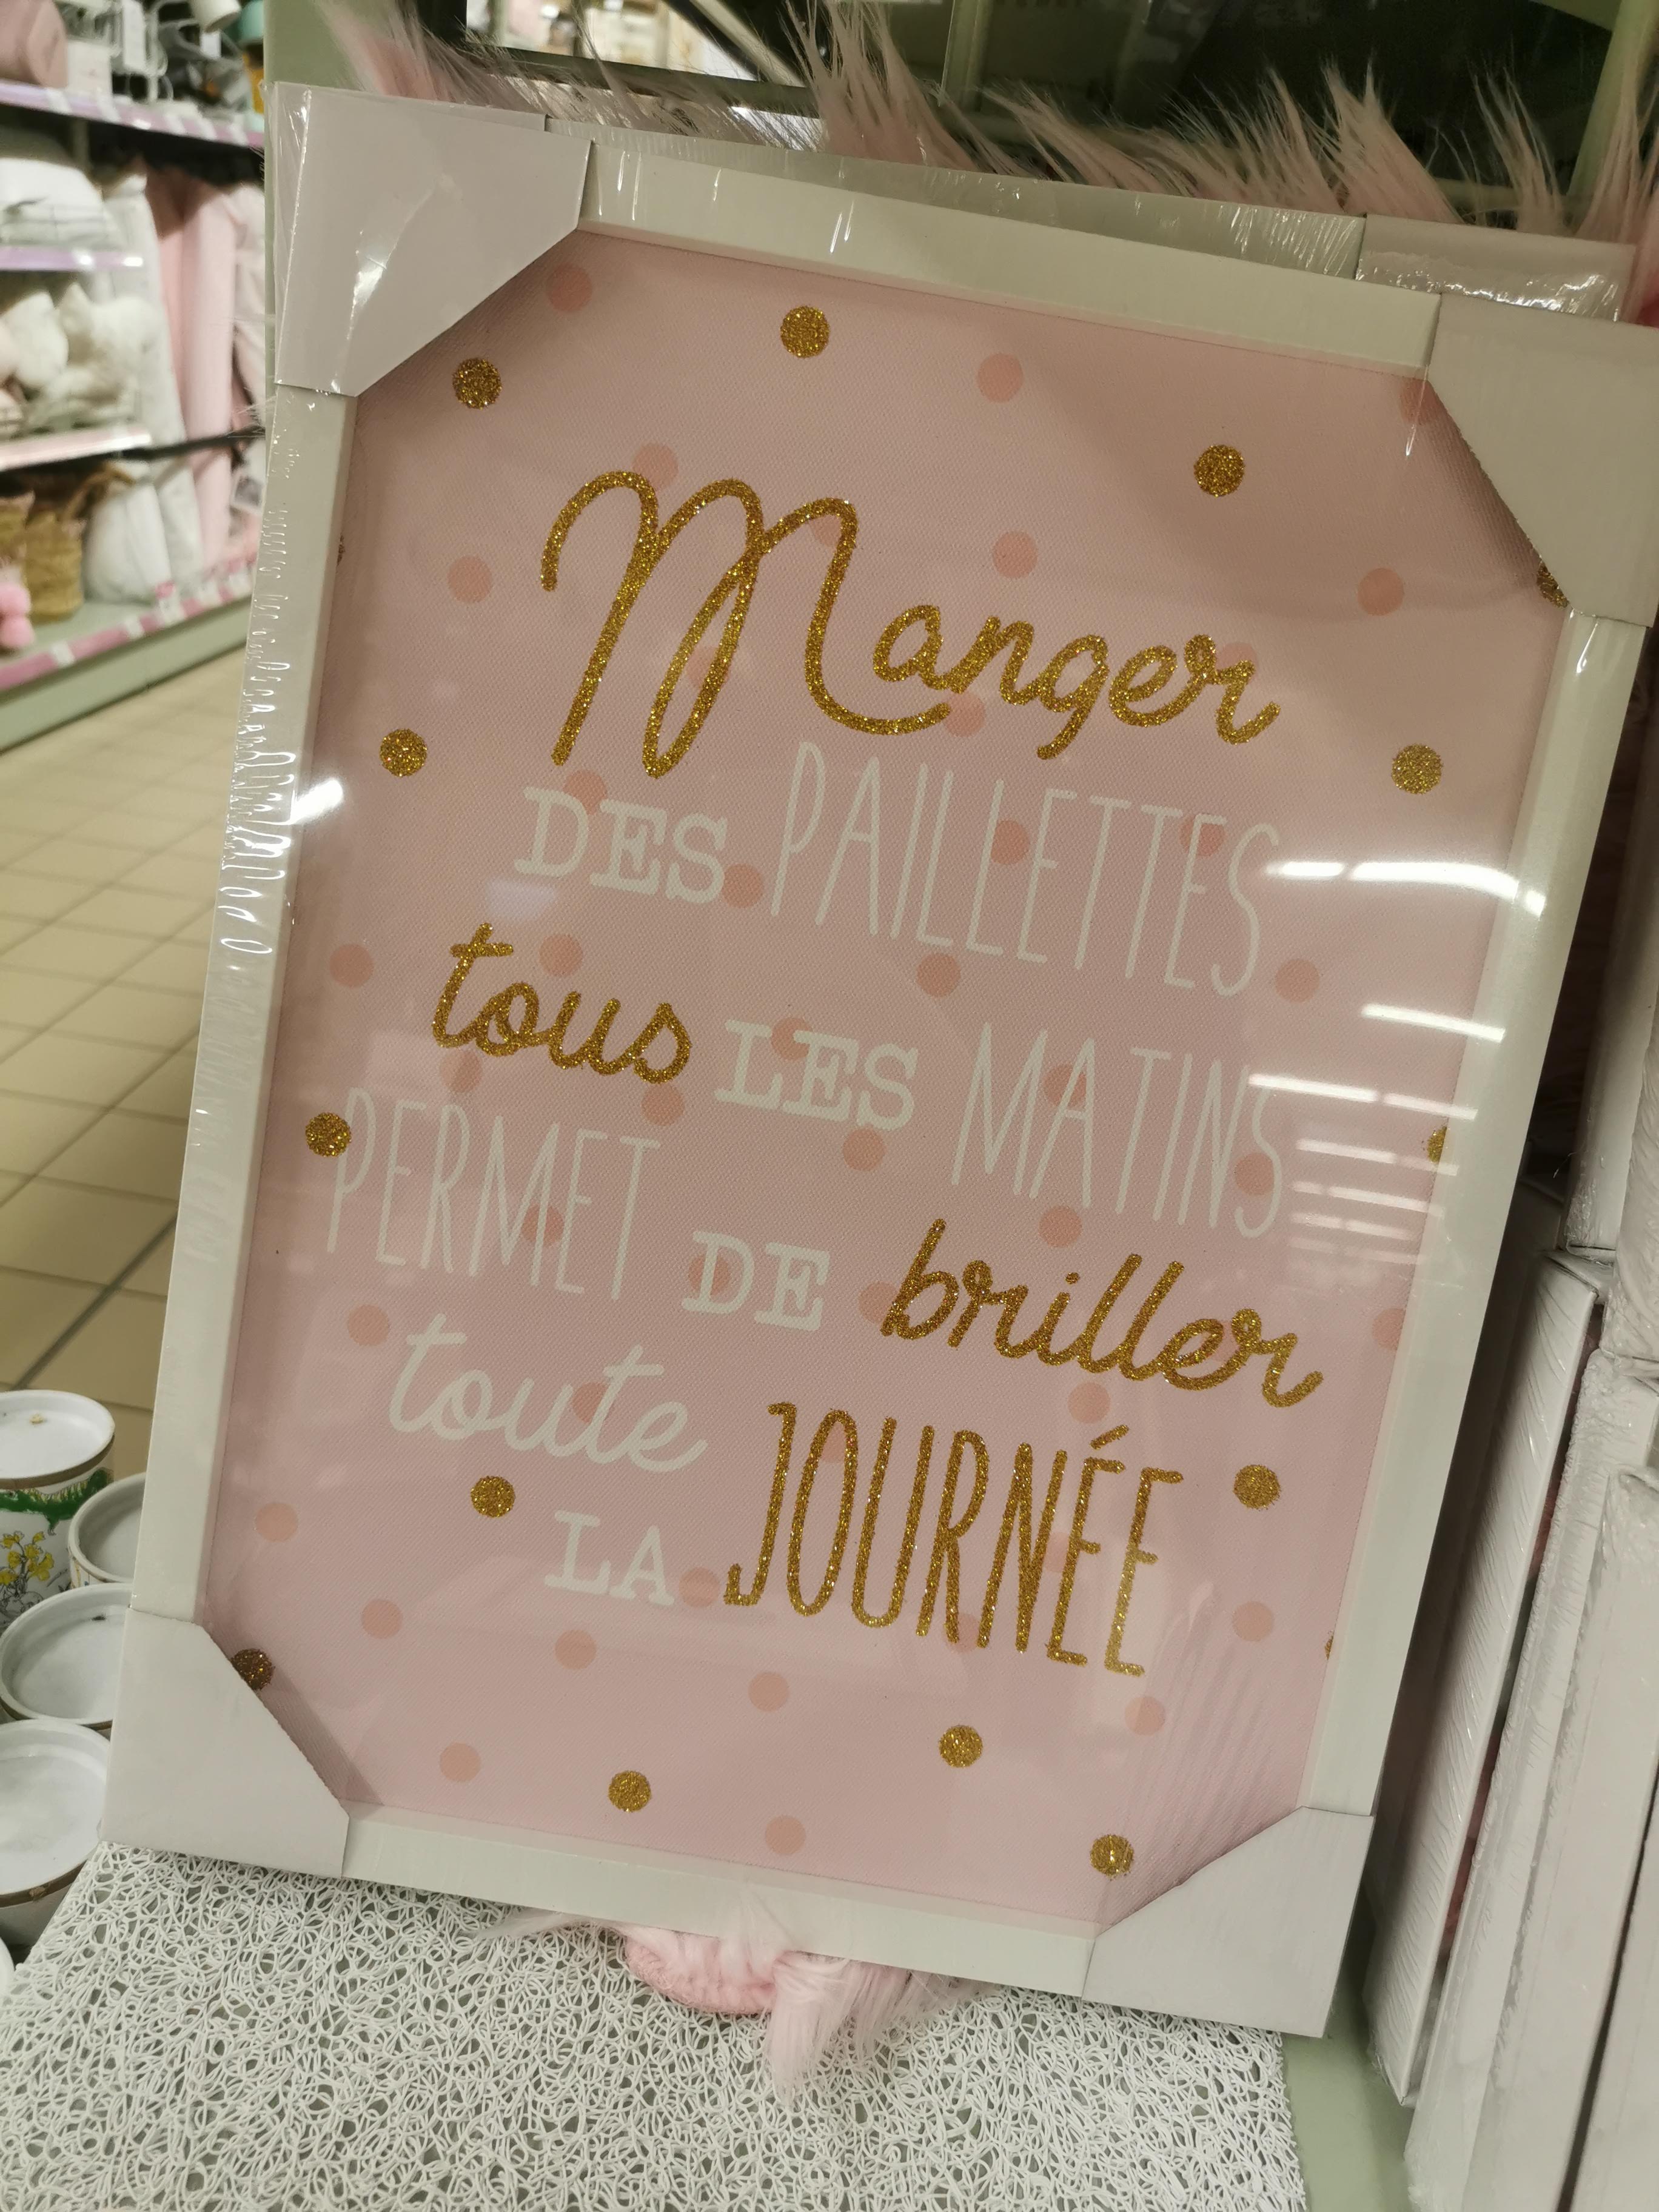 Manger
DES PAILLETTES
tous LES MATINS
PERMET DE briller
toute
LA JOURNÉE